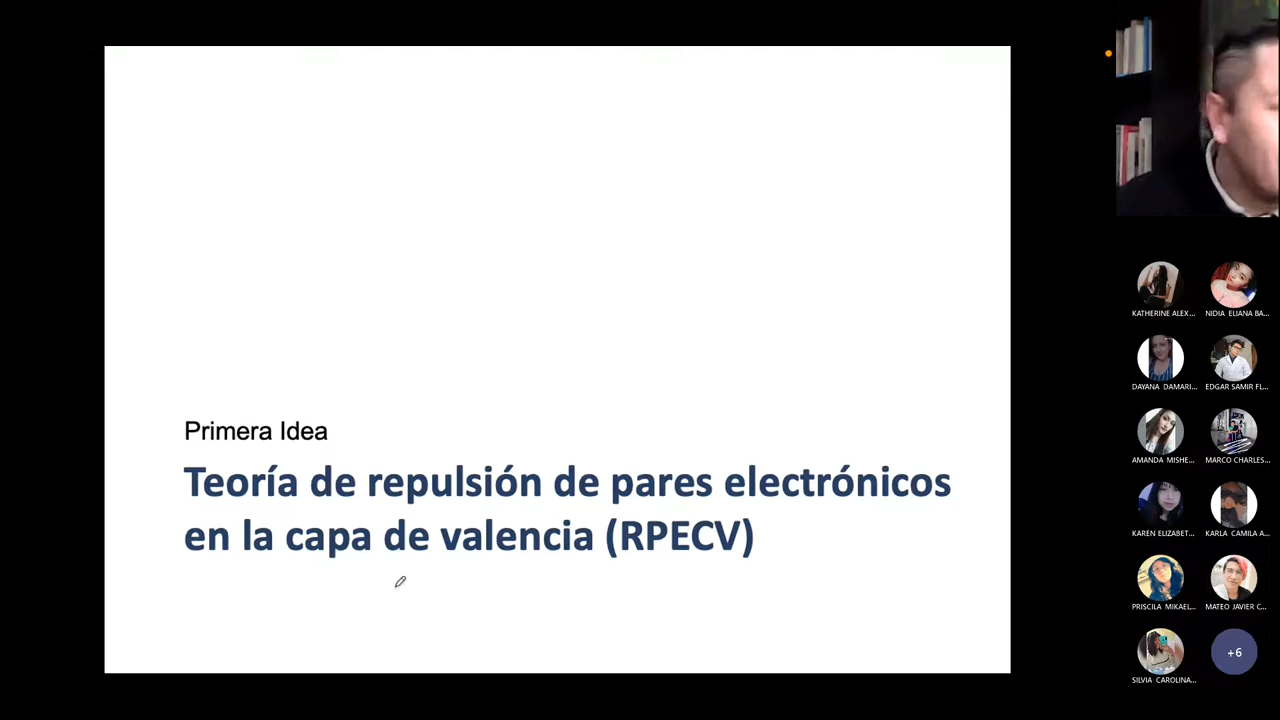 Primera Idea
Teoría de repulsión de pares electrónicos
en la capa de valencia (RPECV)
KATHERINE ALEX...
NIDIA ELIANA BA...
DAYANA DAMARI...
EDGAR SAMIR FL...
AMANDA MISHE...
MARCO CHARLES...
KAREN ELIZABET...
KARLA CAMILA A...
PRISCILA MIKAEL...
MATEO JAVIER C...
SILVIA CAROLINA...
+6